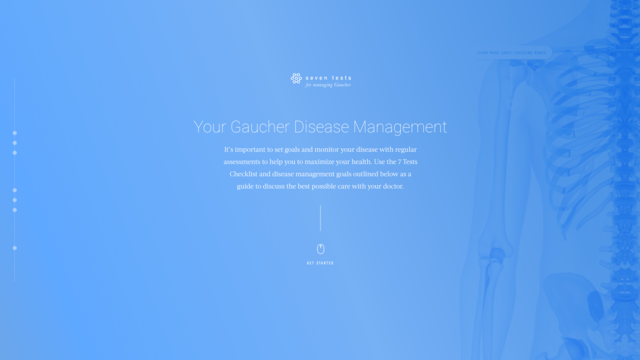 seven tests
for managing Gaucher
Your Gaucher Disease Management
It's important to set goals and monitor your disease with regular
assessments to help you to maximize your health. Use the 7 Tests
Checklist and disease management goals outlined below as a
guide to discuss the best possible care with your doctor.
GET STARTED